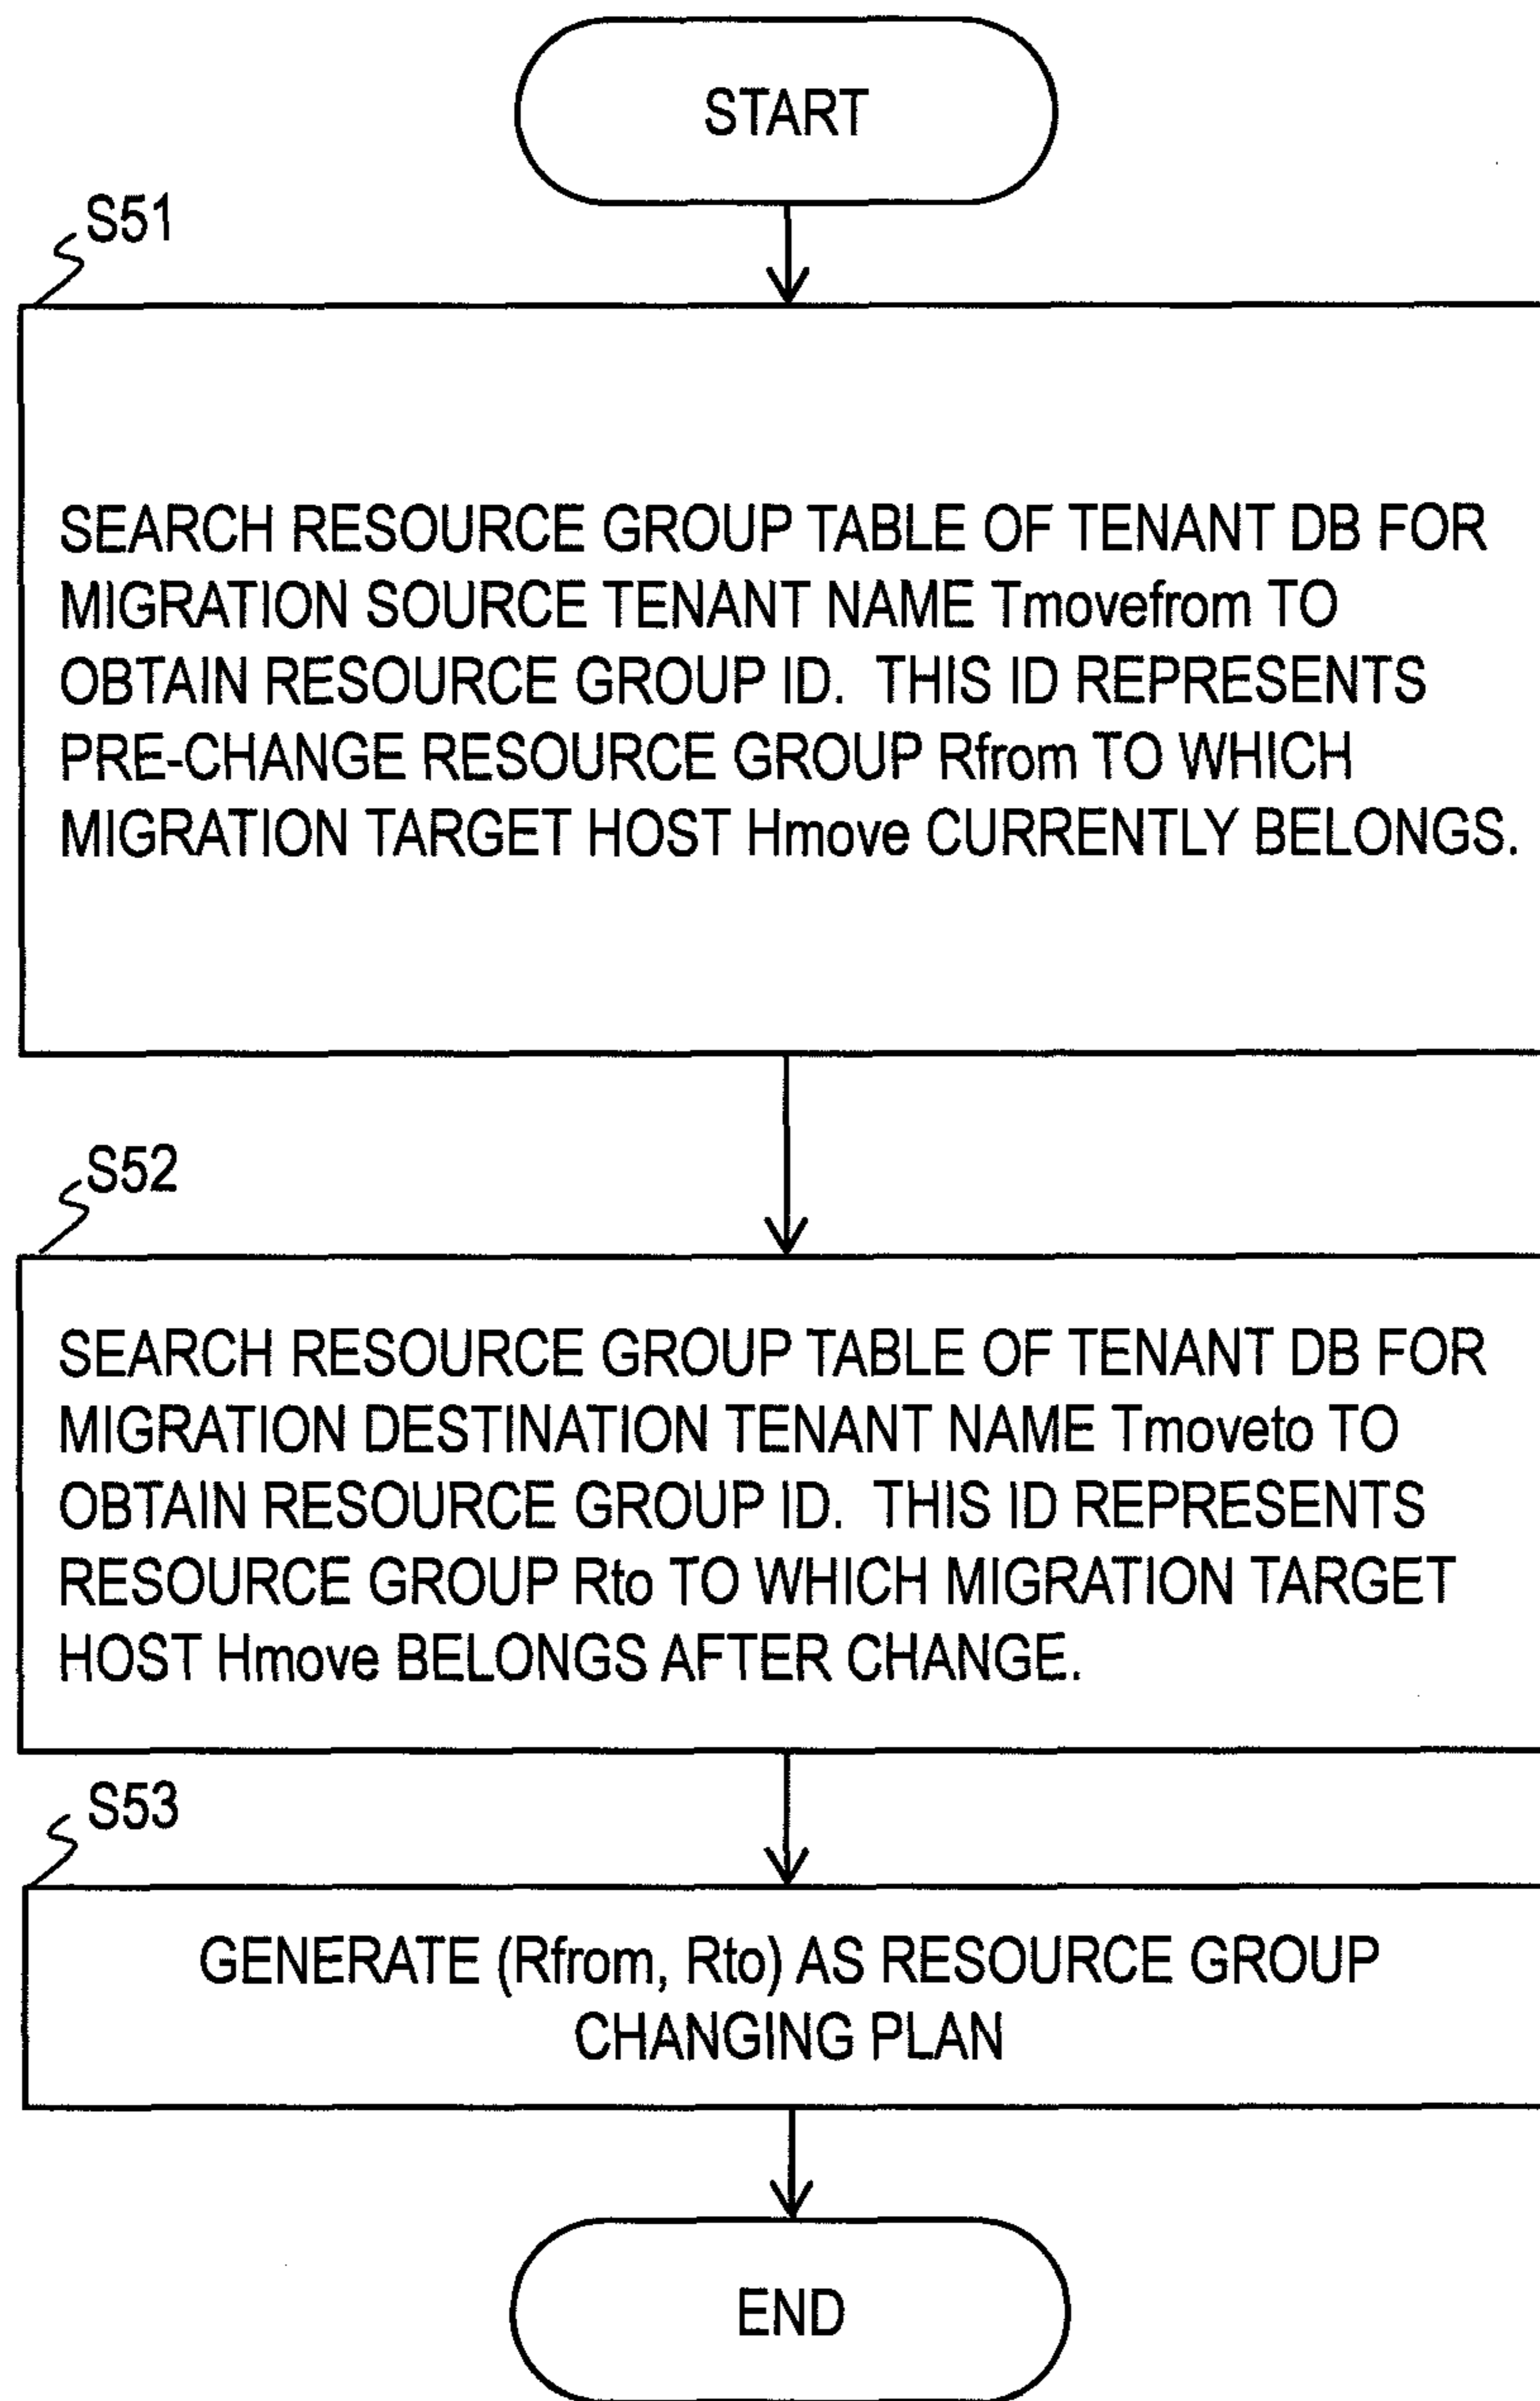 START
S51
SEARCH RESOURCE GROUP TABLE OF TENANT DB FOR
MIGRATION SOURCE TENANT NAME Tmovefrom TO
OBTAIN RESOURCE GROUP ID. THIS ID REPRESENTS
PRE-CHANGE RESOURCE GROUP Rfrom TO WHICH
MIGRATION TARGET HOST Hmove CURRENTLY BELONGS.
S52
SEARCH RESOURCE GROUP TABLE OF TENANT DB FOR
MIGRATION DESTINATION TENANT NAME Tmoveto TO
OBTAIN RESOURCE GROUP ID. THIS ID REPRESENTS
RESOURCE GROUP Rto TO WHICH MIGRATION TARGET
HOST Hmove BELONGS AFTER CHANGE.
S53
GENERATE (Rfrom, Rto) AS RESOURCE GROUP
CHANGING PLAN
END